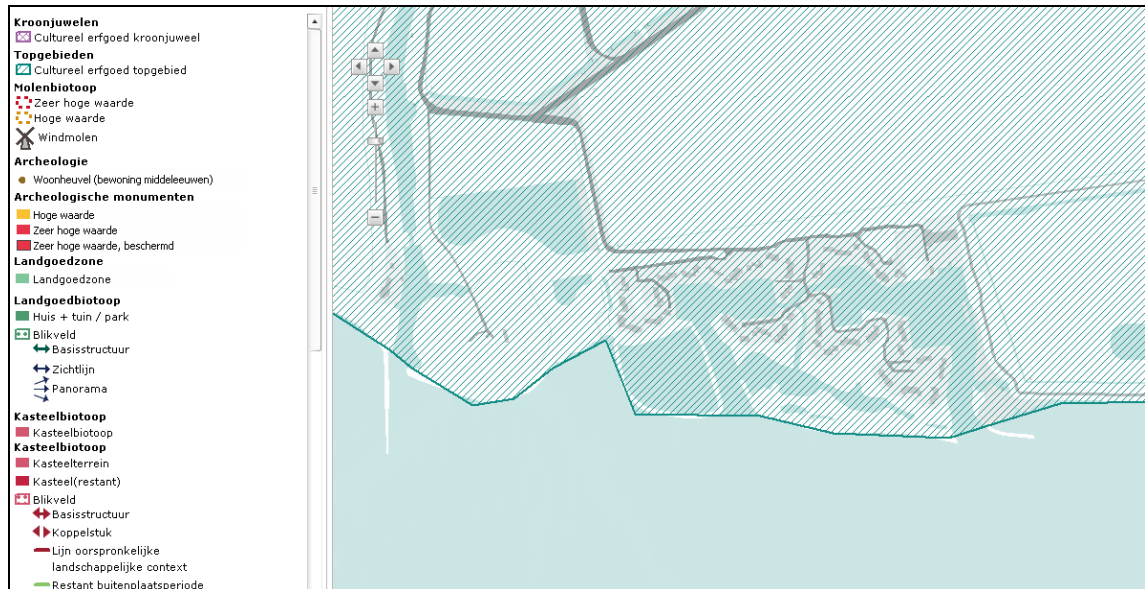 Kroonjuwelen
Cultureel erfgoed kroonjuweel
Topgebieden
Cultureel erfgoed topgebied
Molenbiotoop
Zeer hoge waarde
Hoge waarde
Windmolen
Archeologie
Woonheuvel (bewoning middeleeuwen)
Archeologische monumenten
Hoge waarde
Zeer hoge waarde
Zeer hoge waarde, beschermd
Landgoedzone
Landgoedzone
Landgoedbiotoop
Huis + tuin / park
Blikveld
Basisstructuur
Zichtlijn
Panorama
Kasteelbiotoop
Kasteelbiotoop
Kasteelbiotoop
Kasteelterrein
Kasteel(restant)
Blikveld
Basisstructuur
Koppelstuk
Lijn oorspronkelijke
landschappelijke context
Restant buitenplaatsperiode